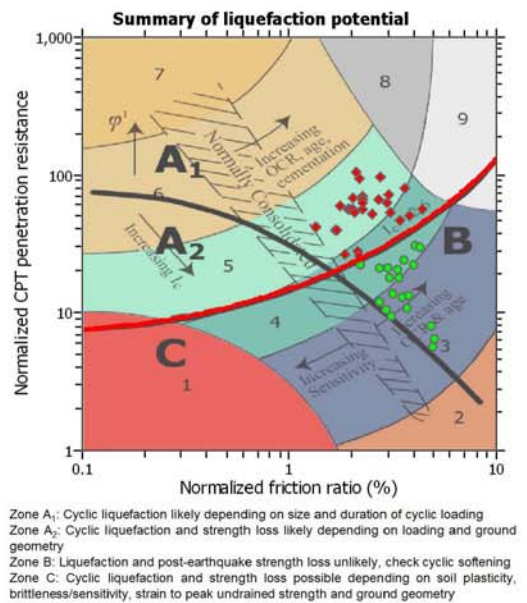 Summary of liquefaction potential
Normalized CPT penetration resistance
1,000
100
10
1
0.1
1
10
Normalized friction ratio (%)
7
8
9
φ'
A1
Normally Consolidated
Increasing
OCR, age,
cementation
6
A2
Increasing Ic
5
B
4
Increasing
OCR & age
3
C
1
Increasing
Sensitivity
2
Zone A1: Cyclic liquefaction likely depending on size and duration of cyclic loading
Zone A2: Cyclic liquefaction and strength loss likely depending on loading and ground
geometry
Zone B: Liquefaction and post-earthquake strength loss unlikely, check cyclic softening
Zone C: Cyclic liquefaction and strength loss possible depending on soil plasticity,
brittleness/sensitivity, strain to peak undrained strength and ground geometry